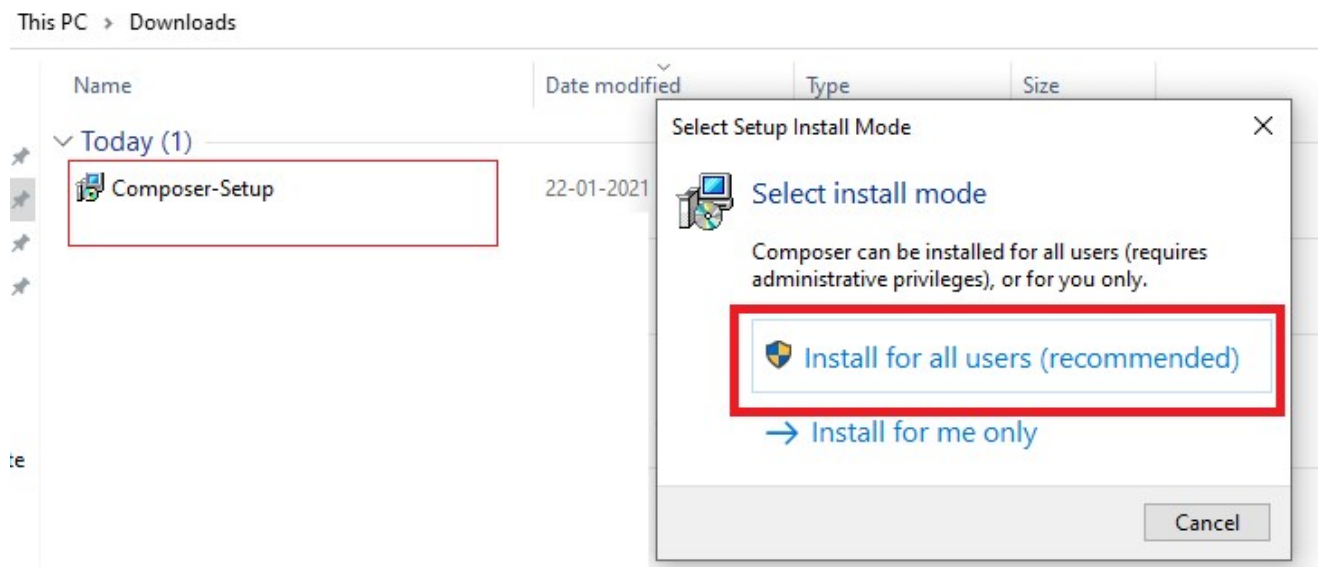 This PC > Downloads
Name Date modified Type Size
Today (1)
Composer-Setup 22-01-2021
Select Setup Install Mode
Select install mode
Composer can be installed for all users (requires
administrative privileges), or for you only.
Install for all users (recommended)
Install for me only
te
Cancel